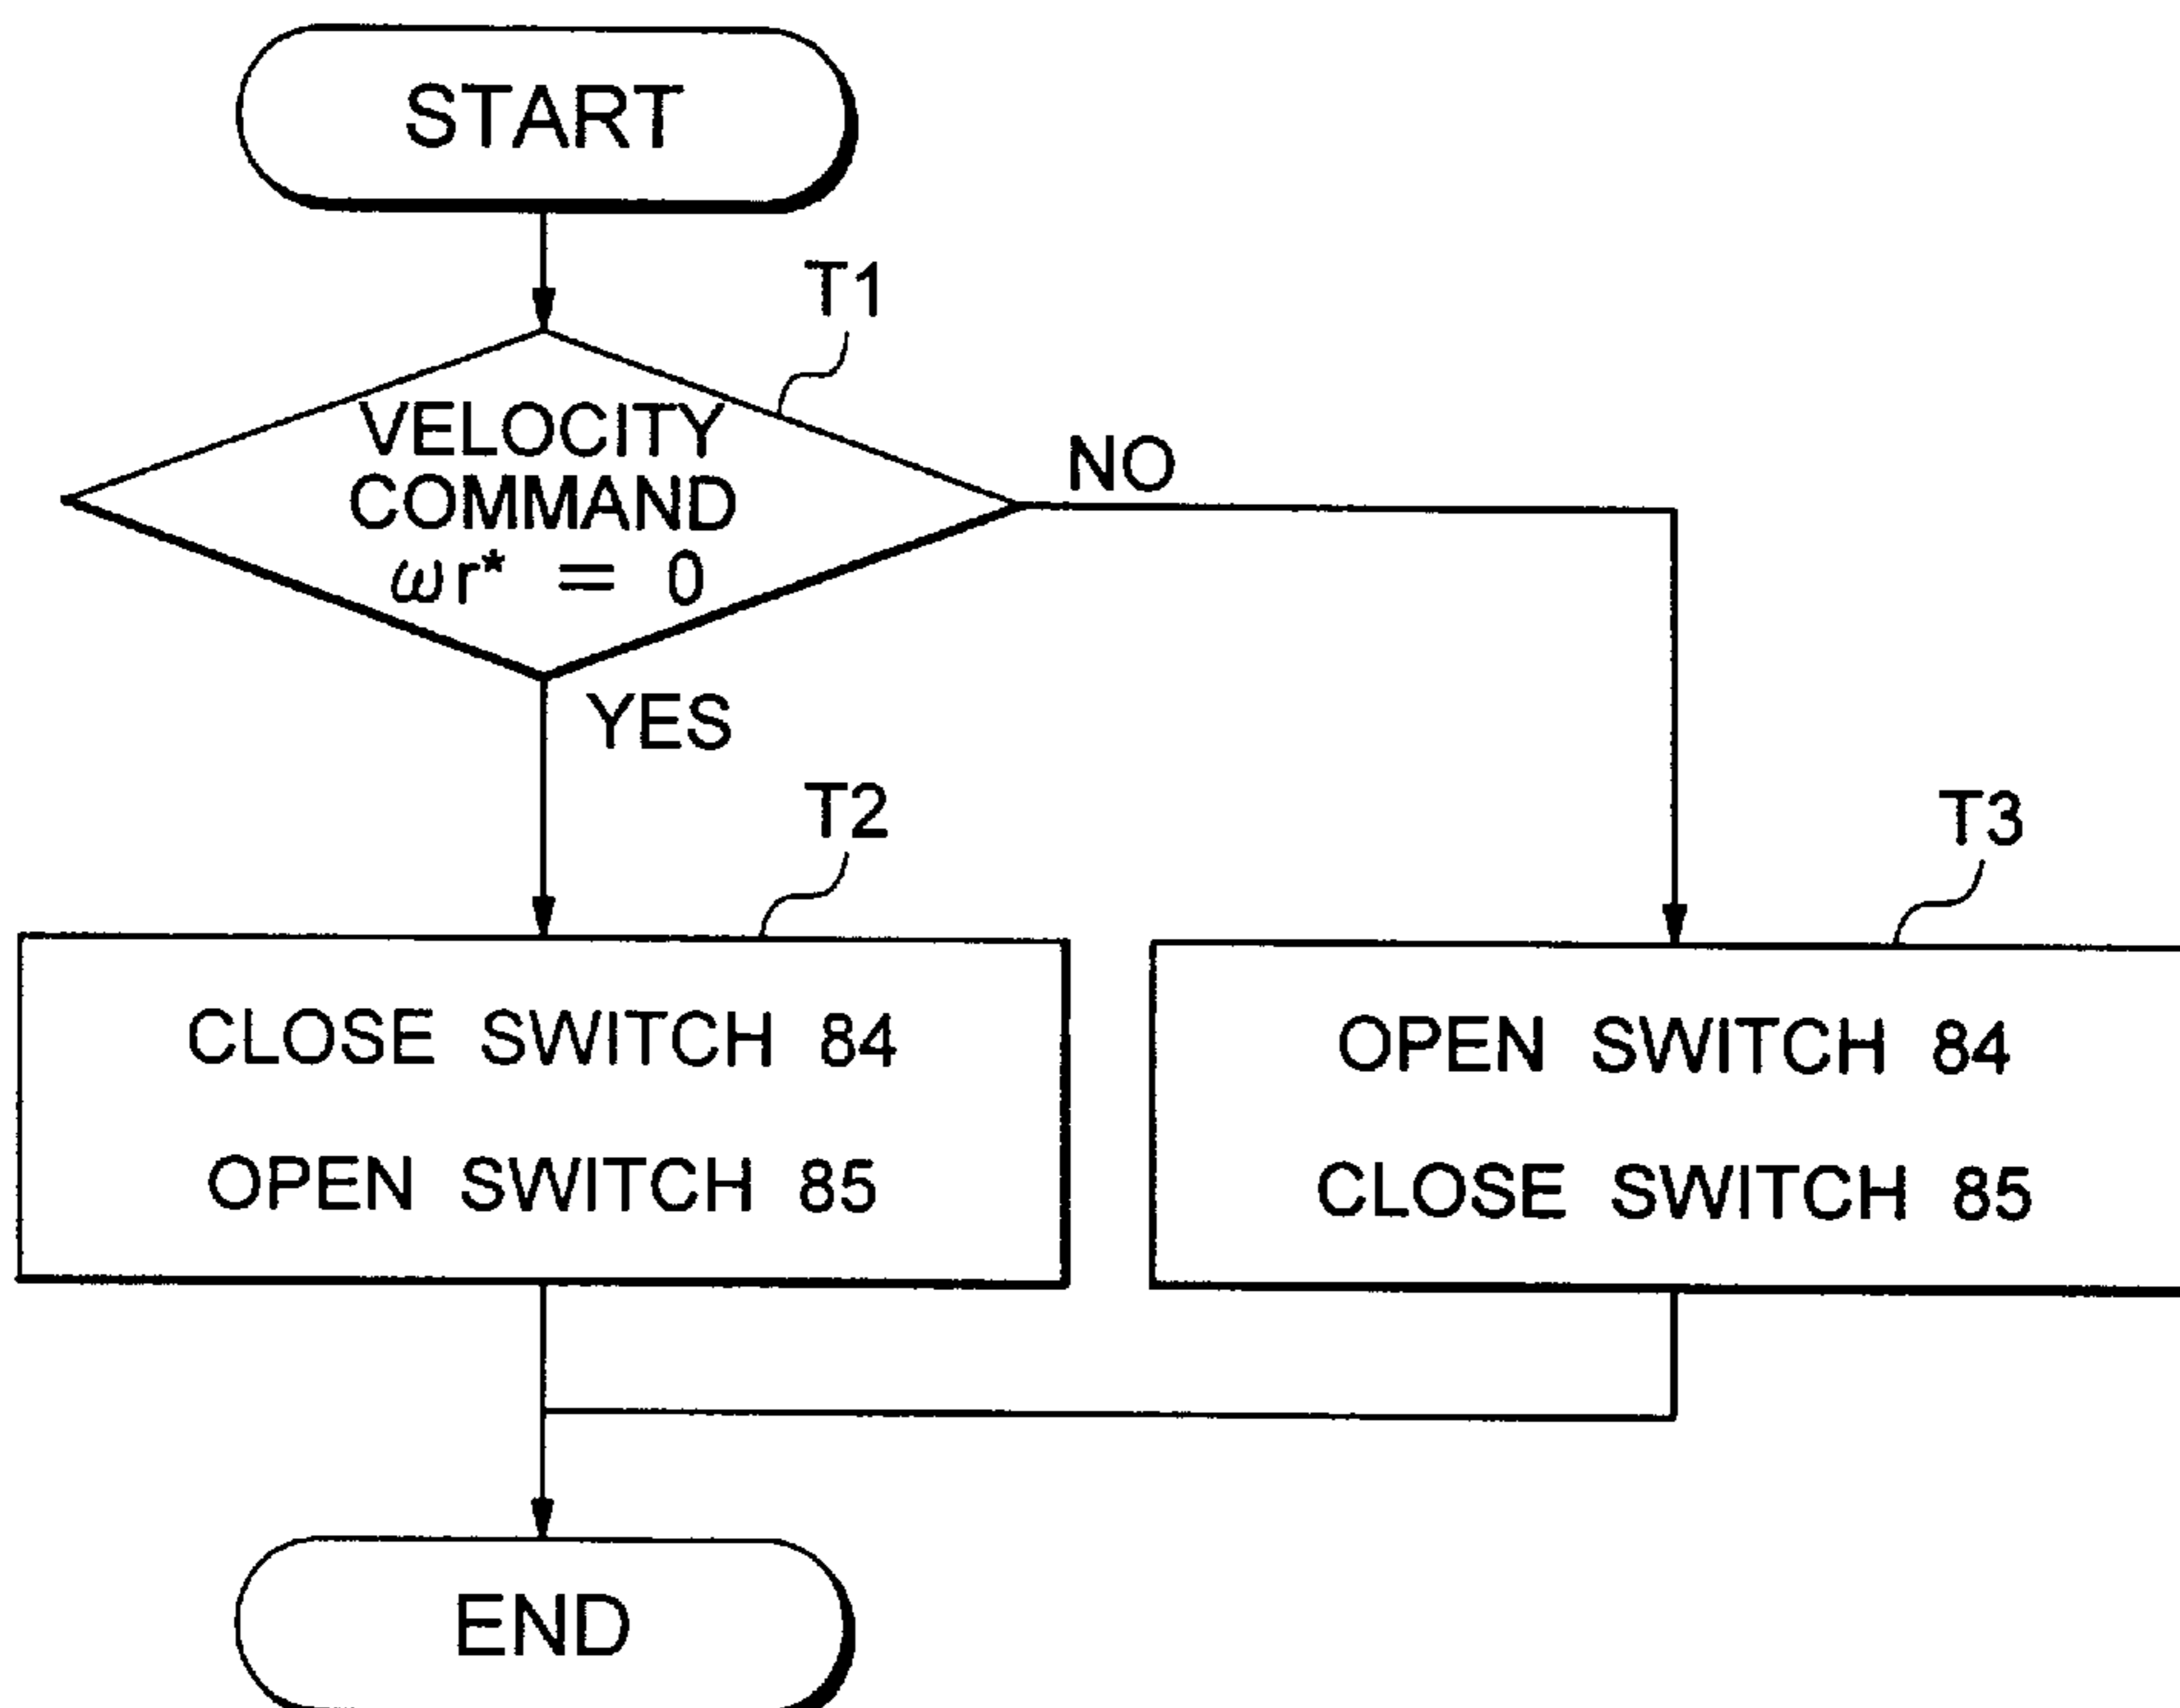 START
T1
VELOCITY
COMMAND
ωr* = 0
NO
YES
T2
T3
CLOSE SWITCH 84
OPEN SWITCH 85
OPEN SWITCH 84
CLOSE SWITCH 85
END